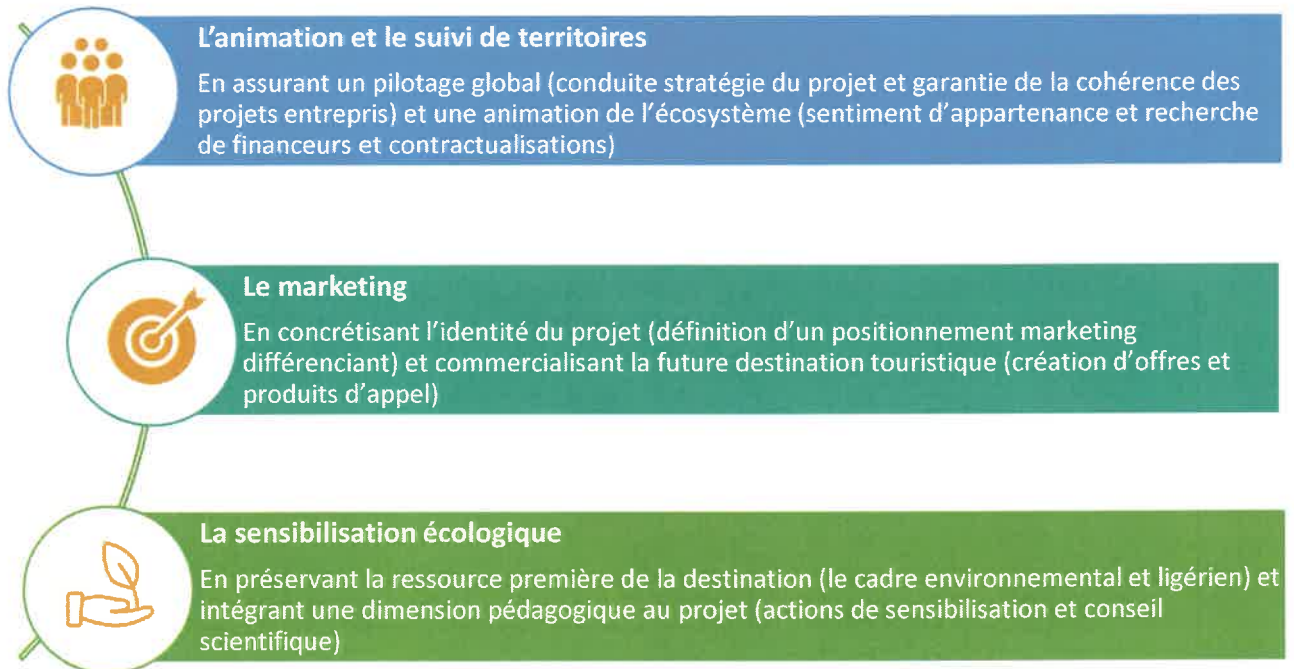 L'animation et le suivi de territoires
En assurant un pilotage global (conduite stratégie du projet et garantie de la cohérence des
projets entrepris) et une animation de l'écosystème (sentiment d'appartenance et recherche
de financeurs et contractualisations)
Le marketing
En concrétisant l'identité du projet (définition d'un positionnement marketing
différenciant) et commercialisant la future destination touristique (création d'offres et
produits d'appel)
La sensibilisation écologique
En préservant la ressource première de la destination (le cadre environnemental et ligérien) et
intégrant une dimension pédagogique au projet (actions de sensibilisation et conseil
scientifique)